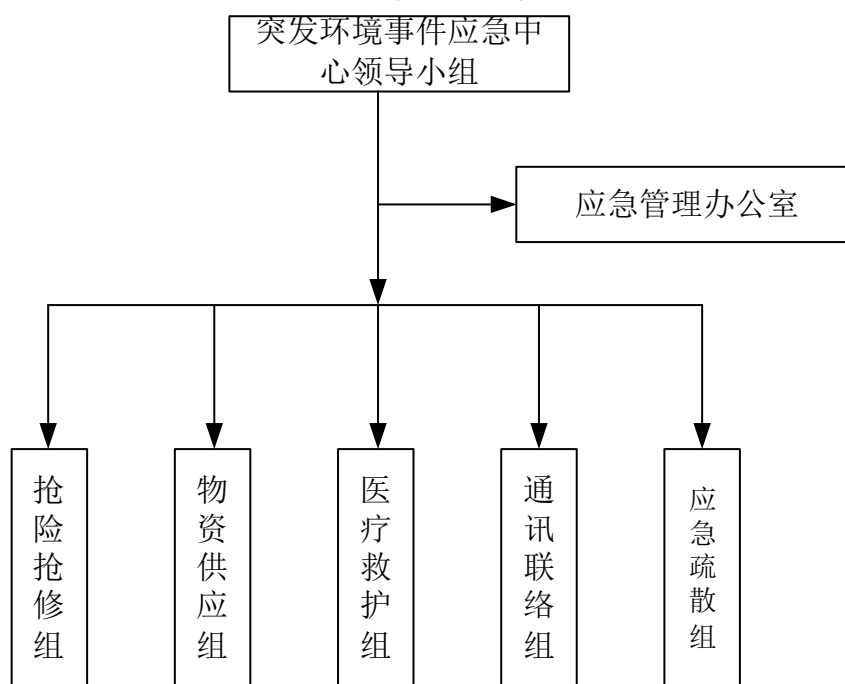 突发环境事件应急中
心领导小组
应急管理办公室
抢险抢修组
物资供应组
医疗救护组
通讯联络组
应急疏散组